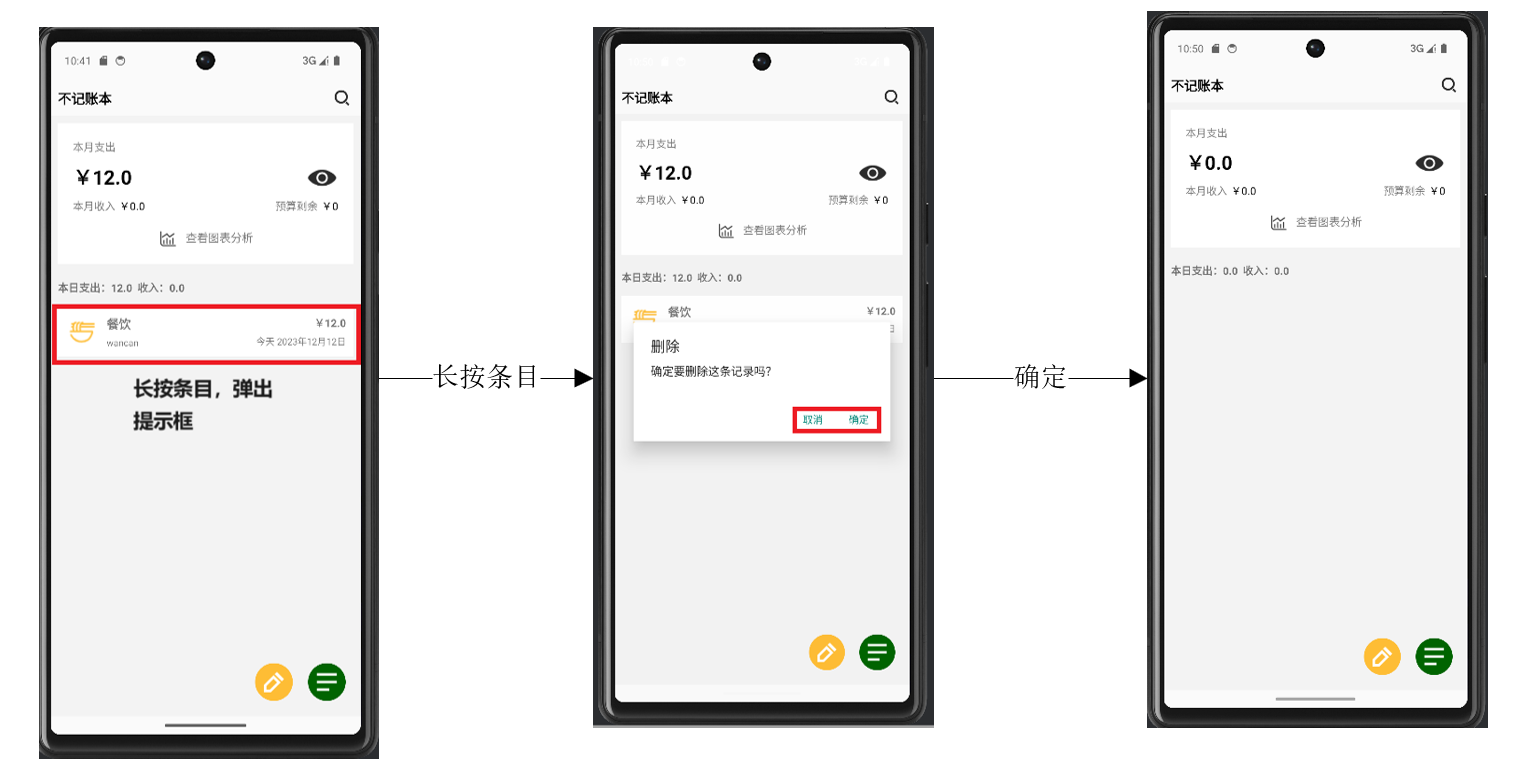 10:41
3G
不记账本
本月支出
￥12.0
本月收入 ￥0.0
预算剩余 ￥0
查看图表分析
本日支出：12.0 收入：0.0
餐饮
￥12.0
wancan
今天 2023年12月12日
长按条目，弹出
提示框
长按条目
不记账本
本月支出
￥12.0
本月收入 ￥0.0
预算剩余 ￥0
查看图表分析
本日支出：12.0 收入：0.0
餐饮
￥12.0
日
删除
确定要删除这条记录吗?
取消
确定
确定
10:50
3G
不记账本
本月支出
￥0.0
本月收入 ￥0.0
预算剩余 ￥0
查看图表分析
本日支出：0.0 收入：0.0